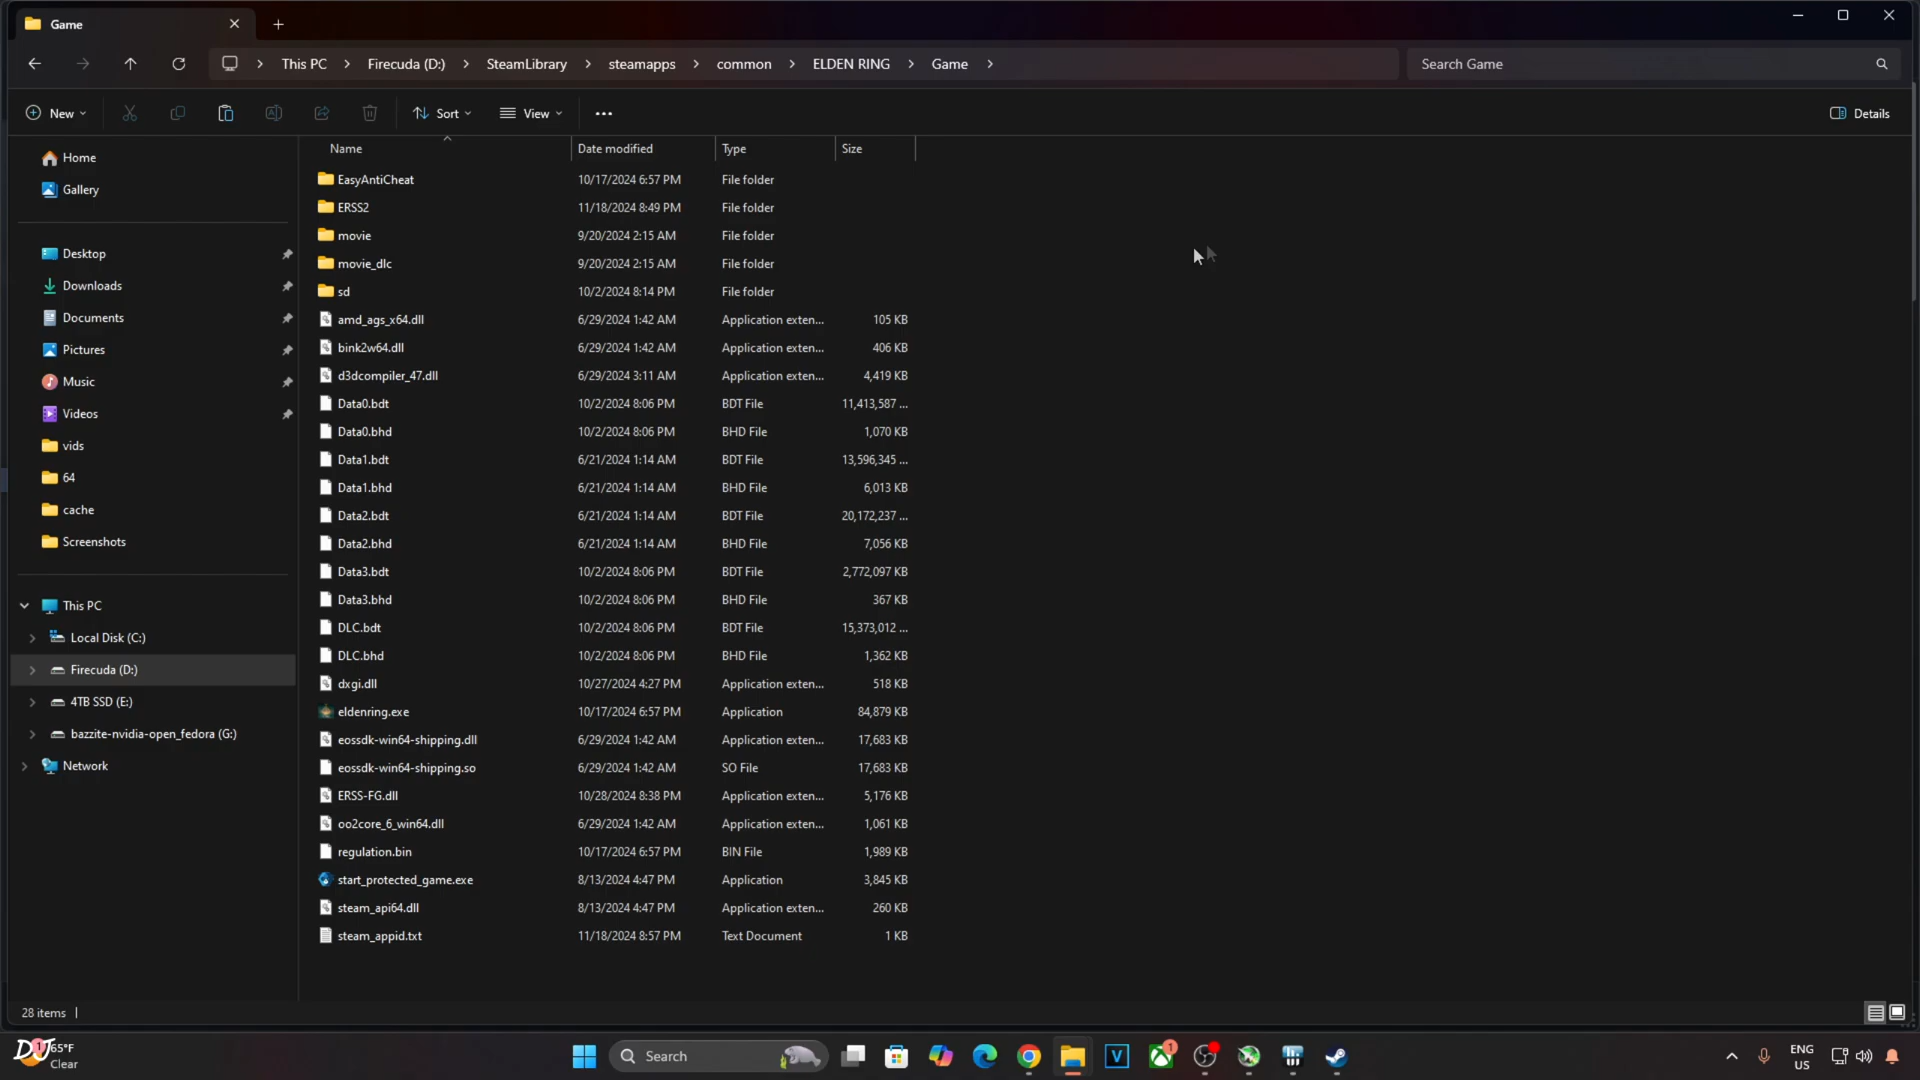 Game
This PC
Firecuda (D:)
SteamLibrary
steamapps
common
ELDEN RING
Game
Search Game
New
Sort
View
Details
Home
Gallery
Desktop
Downloads
Documents
Pictures
Music
Videos
vids
64
cache
Screenshots
This PC
Local Disk (C:)
Firecuda (D:)
4TB SSD (E:)
bazzite-nvidia-open_fedora (G:)
Network
Name Date modified Type Size
EasyAntiCheat 10/17/2024 6:57 PM File folder
ERSS2 11/18/2024 8:49 PM File folder
movie 9/20/2024 2:15 AM File folder
movie_dlc 9/20/2024 2:15 AM File folder
sd 10/2/2024 8:14 PM File folder
amd_ags_x64.dll 6/29/2024 1:42 AM Application exten... 105 KB
bink2w64.dll 6/29/2024 1:42 AM Application exten... 406 KB
d3dcompiler_47.dll 6/29/2024 3:11 AM Application exten... 4,419 KB
Data0.bdt 10/2/2024 8:06 PM BDT File 11,413,587 ...
Data0.bhd 10/2/2024 8:06 PM BHD File 1,070 KB
Data1.bdt 6/21/2024 1:14 AM BDT File 13,596,345 ...
Data1.bhd 6/21/2024 1:14 AM BHD File 6,013 KB
Data2.bdt 6/21/2024 1:14 AM BDT File 20,172,237 ...
Data2.bhd 6/21/2024 1:14 AM BHD File 7,056 KB
Data3.bdt 10/2/2024 8:06 PM BDT File 2,772,097 KB
Data3.bhd 10/2/2024 8:06 PM BHD File 367 KB
DLC.bdt 10/2/2024 8:06 PM BDT File 15,373,012 ...
DLC.bhd 10/2/2024 8:06 PM BHD File 1,362 KB
dxgi.dll 10/27/2024 4:27 PM Application exten... 518 KB
eldenring.exe 10/17/2024 6:57 PM Application 84,879 KB
eossdk-win64-shipping.dll 6/29/2024 1:42 AM Application exten... 17,683 KB
eossdk-win64-shipping.so 6/29/2024 1:42 AM SO File 17,683 KB
ERSS-FG.dll 10/28/2024 8:38 PM Application exten... 5,176 KB
oo2core_6_win64.dll 6/29/2024 1:42 AM Application exten... 1,061 KB
regulation.bin 10/17/2024 6:57 PM BIN File 1,989 KB
start_protected_game.exe 8/13/2024 4:47 PM Application 3,845 KB
steam_api64.dll 8/13/2024 4:47 PM Application exten... 260 KB
steam_appid.txt 11/18/2024 8:57 PM Text Document 1 KB
28 items
DJ 1 65°F
Clear
Search
V
1
ENG
US